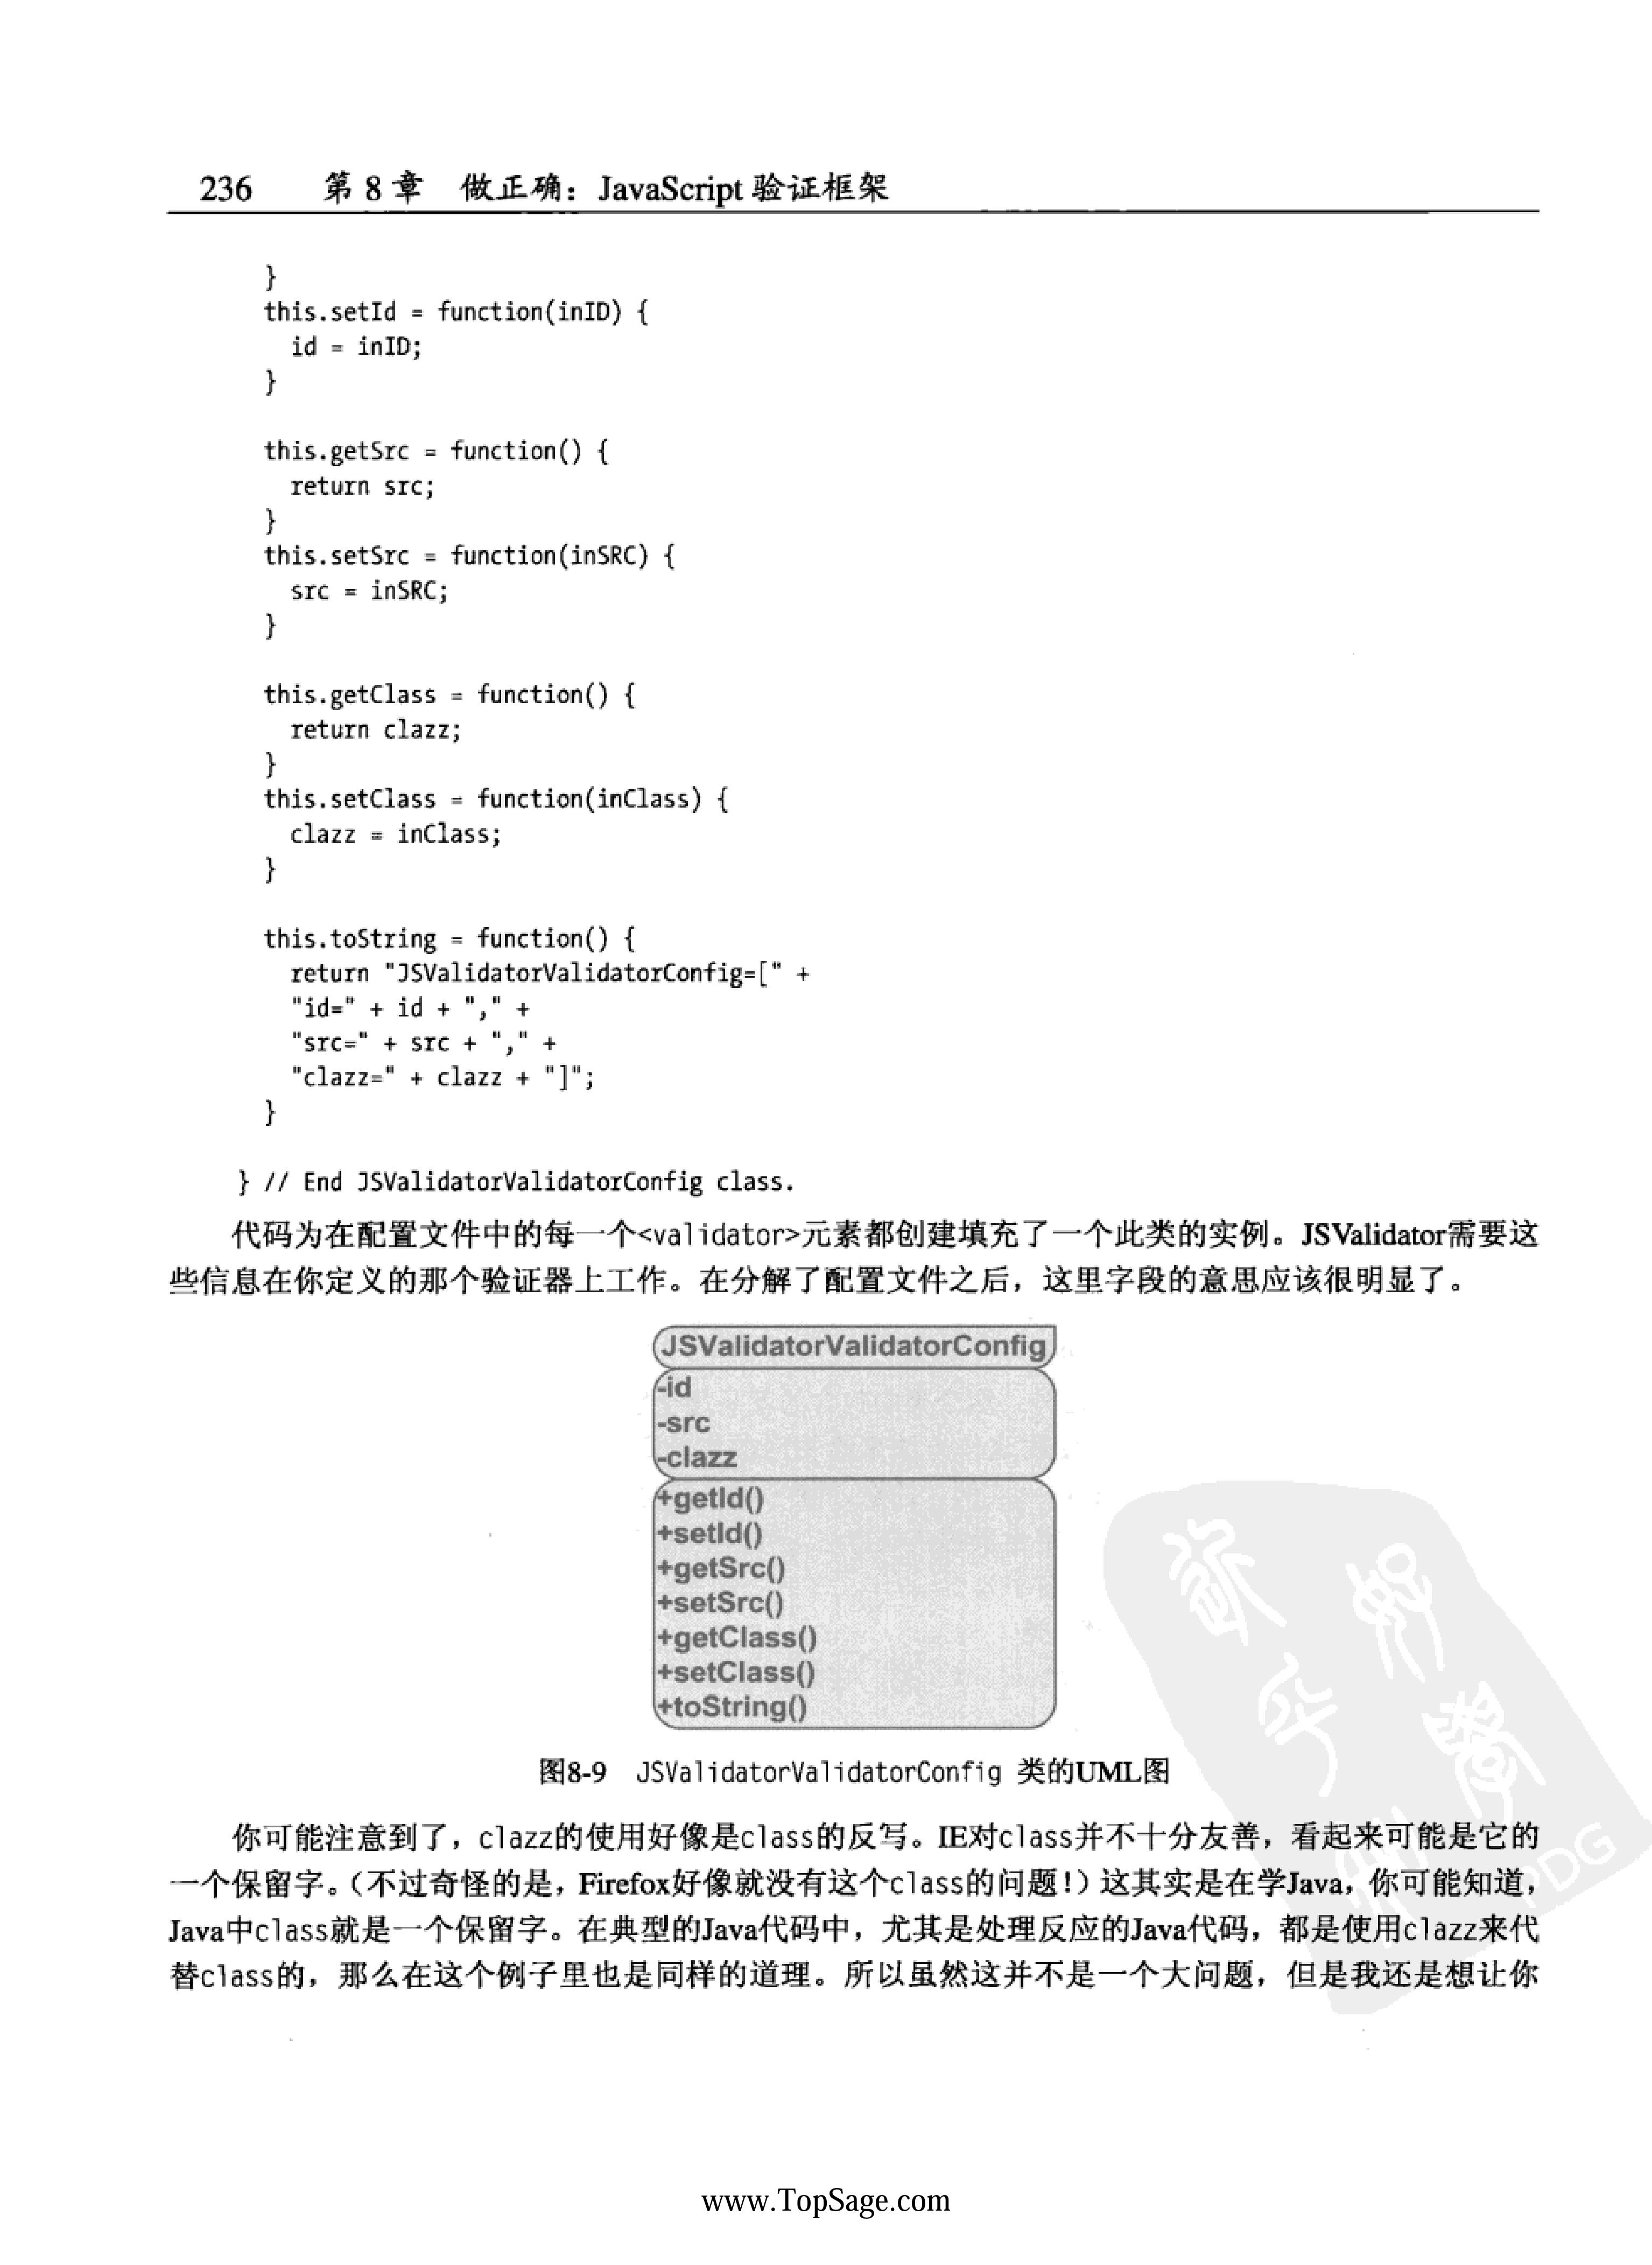 236 第 8 章 做正确：JavaScript 验证框架
}
this.setId = function(inID) {
id = inID;
}
this.getSrc = function() {
return src;
}
this.setSrc = function(inSRC) {
src = inSRC;
}
this.getClass = function() {
return clazz;
}
this.setClass = function(inClass) {
clazz = inClass;
}
this.toString = function() {
return "JSValidatorValidatorConfig=[" +
"id=" + id + "," +
"src=" + src + "," +
"clazz=" + clazz + "]";
}
} // End JSValidatorValidatorConfig class.
代码为在配置文件中的每一个<validator>元素都创建填充了一个此类的实例。JSValidator需要这
些信息在你定义的那个验证器上工作。在分解了配置文件之后，这里字段的意思应该很明显了。
JSValidatorValidatorConfig
-id
-src
-clazz
+getId()
+setId()
+getSrc()
+setSrc()
+getClass()
+setClass()
+toString()
图8-9 JSValidatorValidatorConfig 类的UML图
你可能注意到了，clazz的使用好像是class的反写。IE对class并不十分友善，看起来可能是它的
一个保留字。（不过奇怪的是，Firefox好像就没有这个class的问题！）这其实是在学Java，你可能知道，
Java中class就是一个保留字。在典型的Java代码中，尤其是处理反应的Java代码，都是使用clazz来代
替class的，那么在这个例子里也是同样的道理。所以虽然这并不是一个大问题，但是我还是想让你
PDG
www.TopSage.com